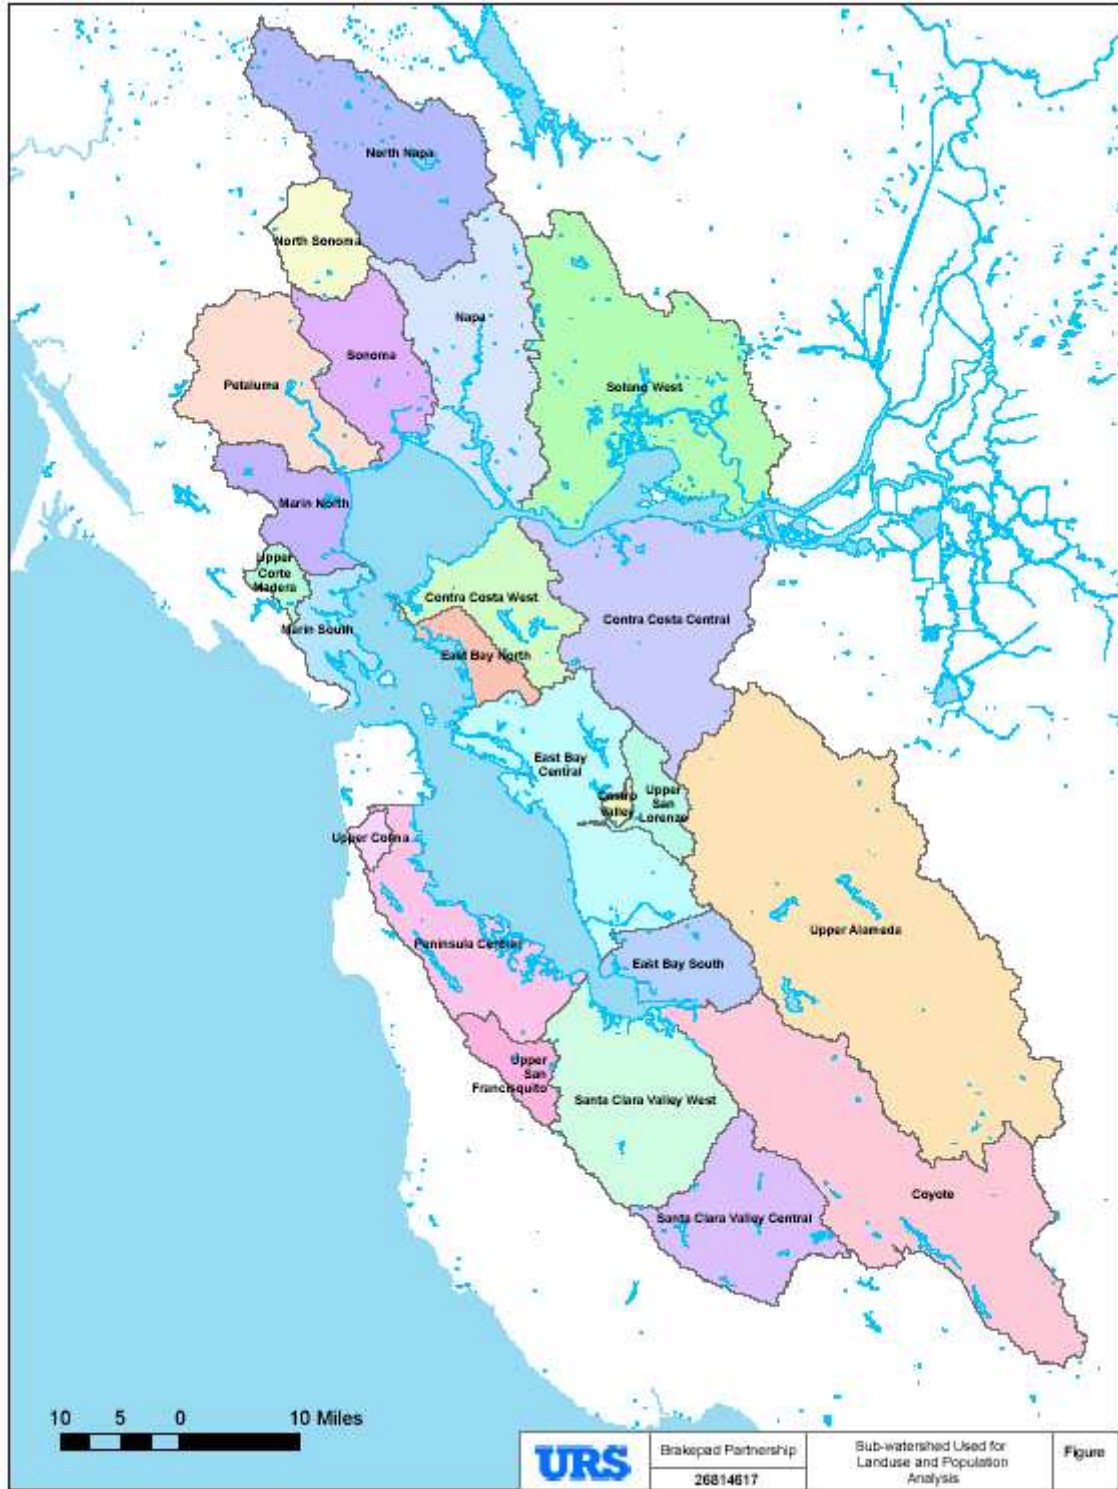 North Napa
North Sonoma
Napa
Sonoma
Petaluma
Solano West
Marin North
Upper
Corte
Madera
Contra Costa West
Contra Costa Central
Marin South
East Bay North
East Bay
Central
Castro
Valley
Upper
San
Lorenzo
Upper Colma
Upper Alameda
Peninsula Central
East Bay South
Upper
San
Francisquito
Santa Clara Valley West
Coyote
Santa Clara Valley Central
10 5 0 10 Miles
URS
Brakepad Partnership
26814617
Sub-watershed Used for
Landuse and Population
Analysis
Figure